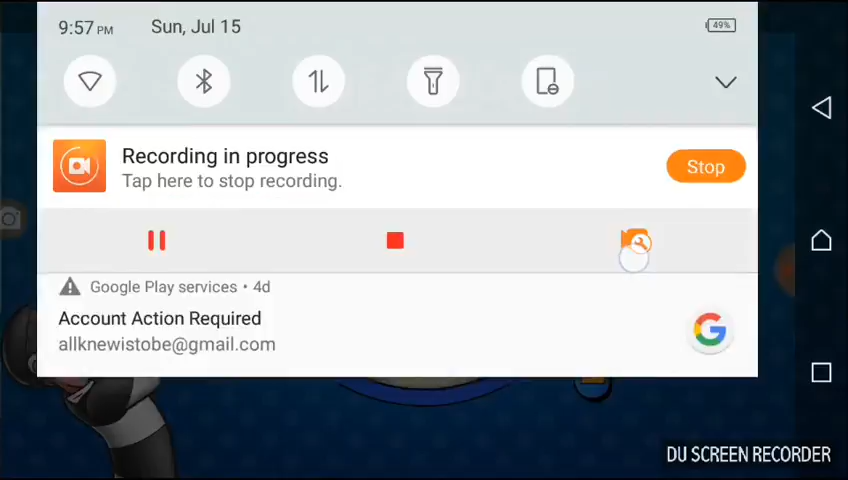 9:57 PM Sun, Jul 15 49%
Recording in progress
Tap here to stop recording.
Stop
Google Play services • 4d
Account Action Required
allknewistobe@gmail.com
DU SCREEN RECORDER